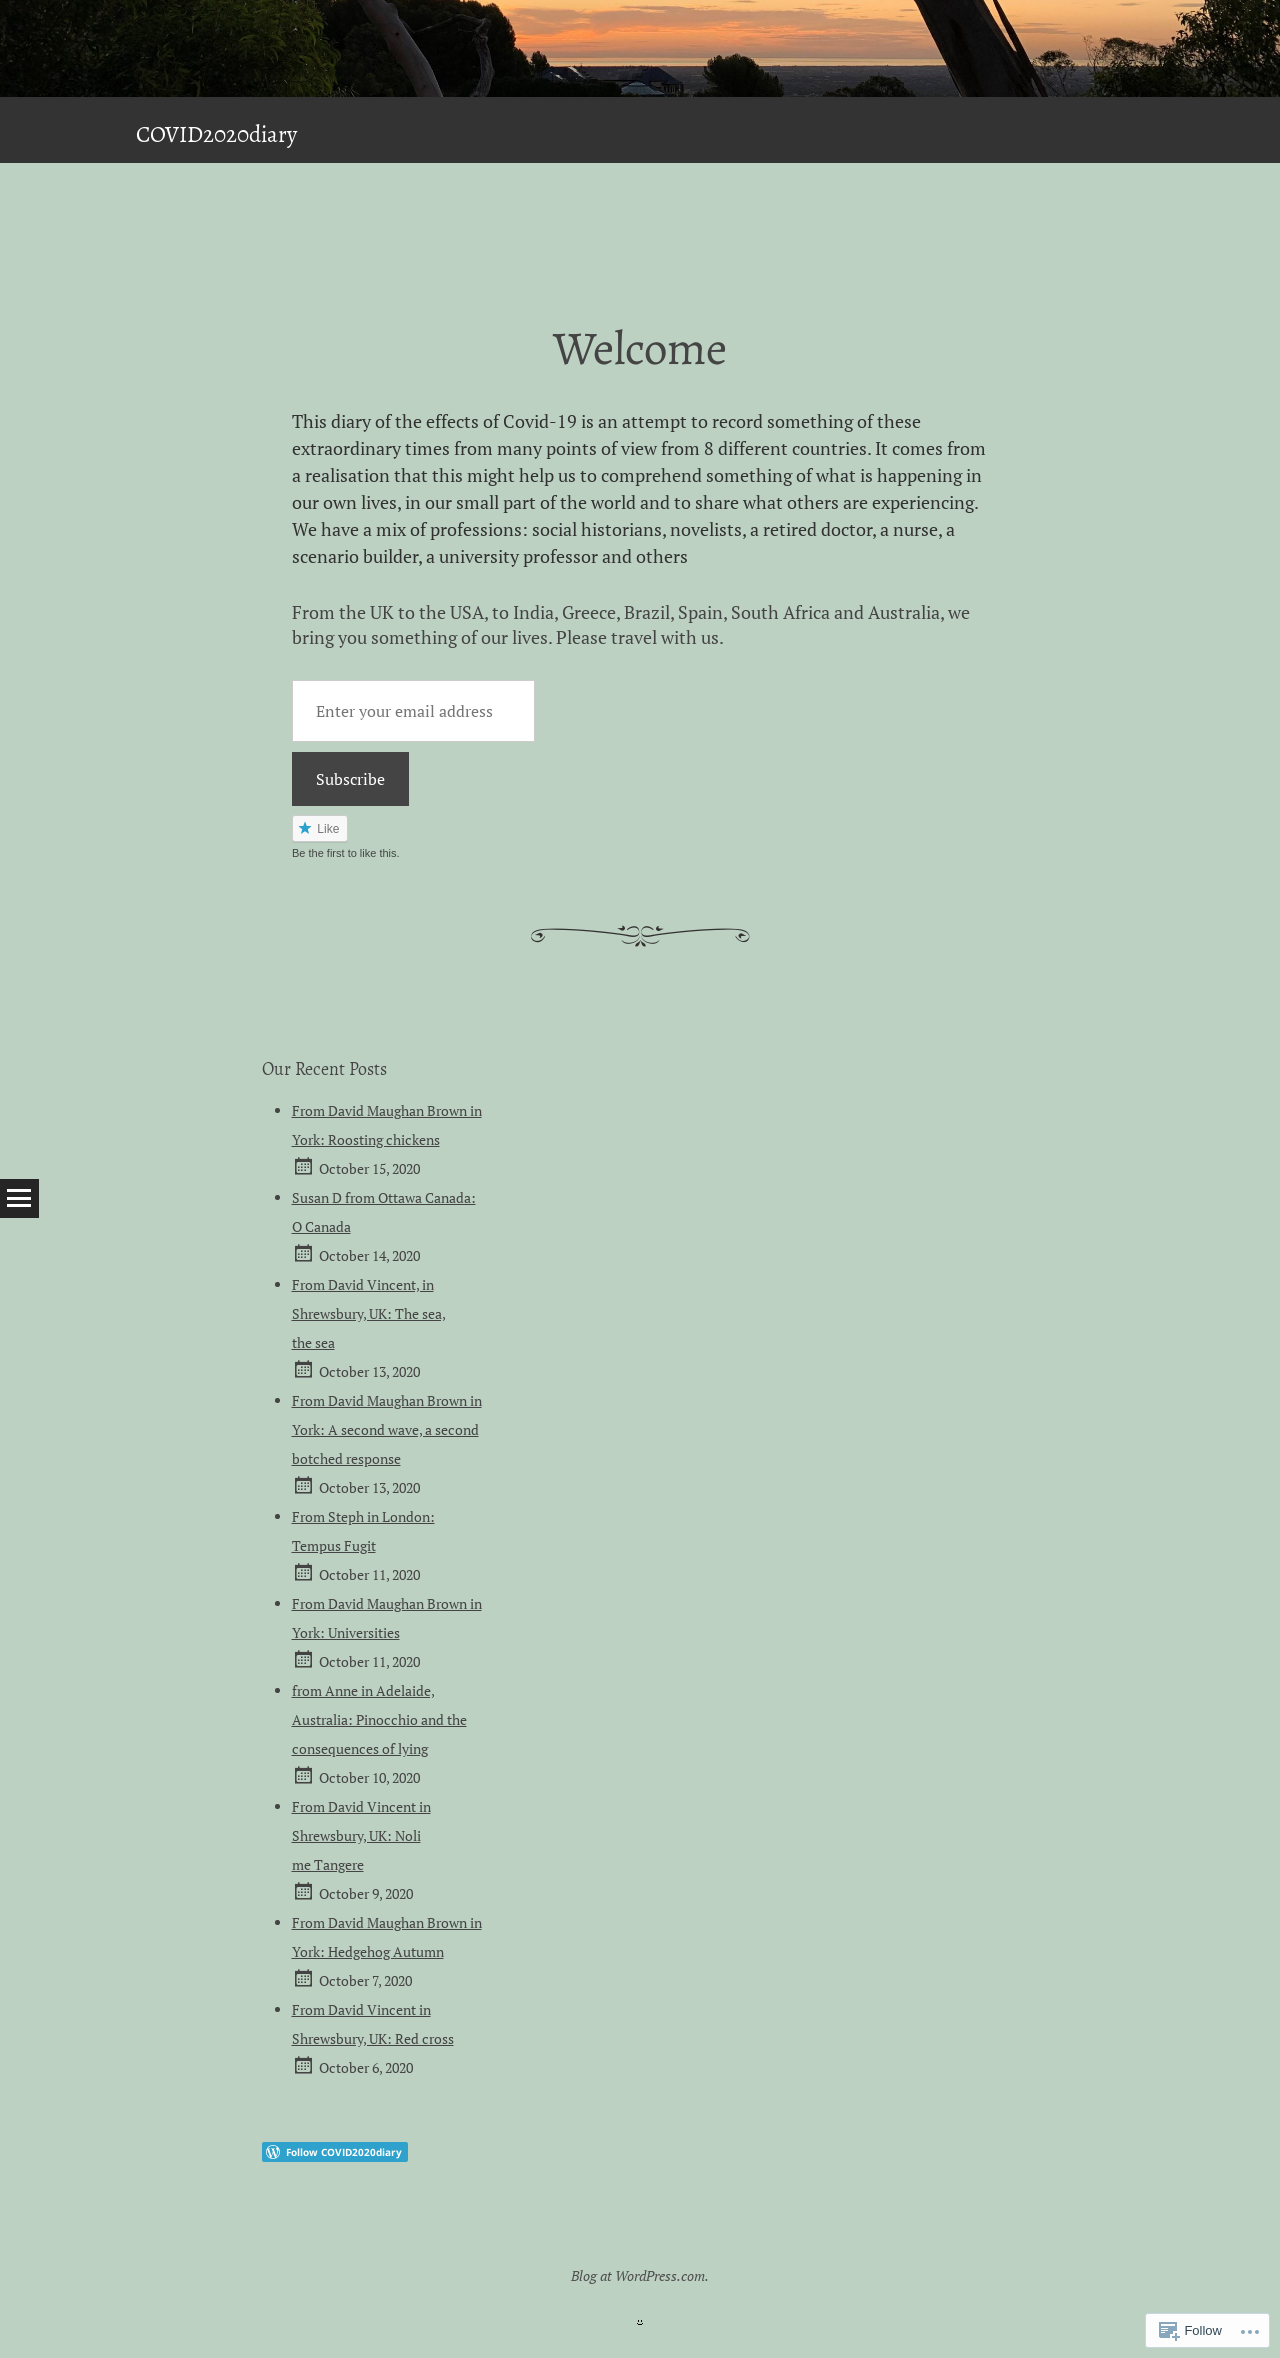 COVID2020diary
Welcome
This diary of the effects of Covid-19 is an attempt to record something of these
extraordinary times from many points of view from 8 different countries. It comes from
a realisation that this might help us to comprehend something of what is happening in
our own lives, in our small part of the world and to share what others are experiencing.
We have a mix of professions: social historians, novelists, a retired doctor, a nurse, a
scenario builder, a university professor and others
From the UK to the USA, to India, Greece, Brazil, Spain, South Africa and Australia, we
bring you something of our lives. Please travel with us.
Enter your email address
Subscribe
Like
Be the first to like this.
Our Recent Posts
From David Maughan Brown in
York: Roosting chickens
October 15, 2020
Susan D from Ottawa Canada:
O Canada
October 14, 2020
From David Vincent, in
Shrewsbury, UK: The sea,
the sea
October 13, 2020
From David Maughan Brown in
York: A second wave, a second
botched response
October 13, 2020
From Steph in London:
Tempus Fugit
October 11, 2020
From David Maughan Brown in
York: Universities
October 11, 2020
from Anne in Adelaide,
Australia: Pinocchio and the
consequences of lying
October 10, 2020
From David Vincent in
Shrewsbury, UK: Noli
me Tangere
October 9, 2020
From David Maughan Brown in
York: Hedgehog Autumn
October 7, 2020
From David Vincent in
Shrewsbury, UK: Red cross
October 6, 2020
Follow COVID2020diary
Blog at WordPress.com.
Follow